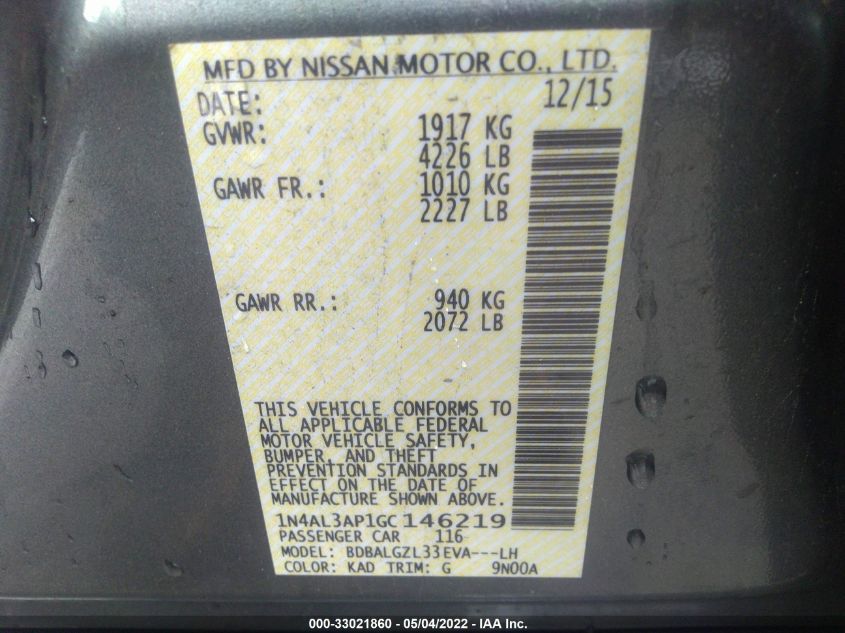 MFD BY NISSAN MOTOR CO., LTD.
DATE: 12/15
GVWR: 1917 KG
4226 LB
GAWR FR.: 1010 KG
2227 LB
GAWR RR.: 940 KG
2072 LB
THIS VEHICLE CONFORMS TO
ALL APPLICABLE FEDERAL
MOTOR VEHICLE SAFETY,
BUMPER, AND THEFT
PREVENTION STANDARDS IN
EFFECT ON THE DATE OF
MANUFACTURE SHOWN ABOVE.
1N4AL3AP1GC146219
PASSENGER CAR 116
MODEL: BDBALGZL33EVA---LH
COLOR: KAD TRIM: G 9N00A
000-33021860 - 05/04/2022 - IAA Inc.